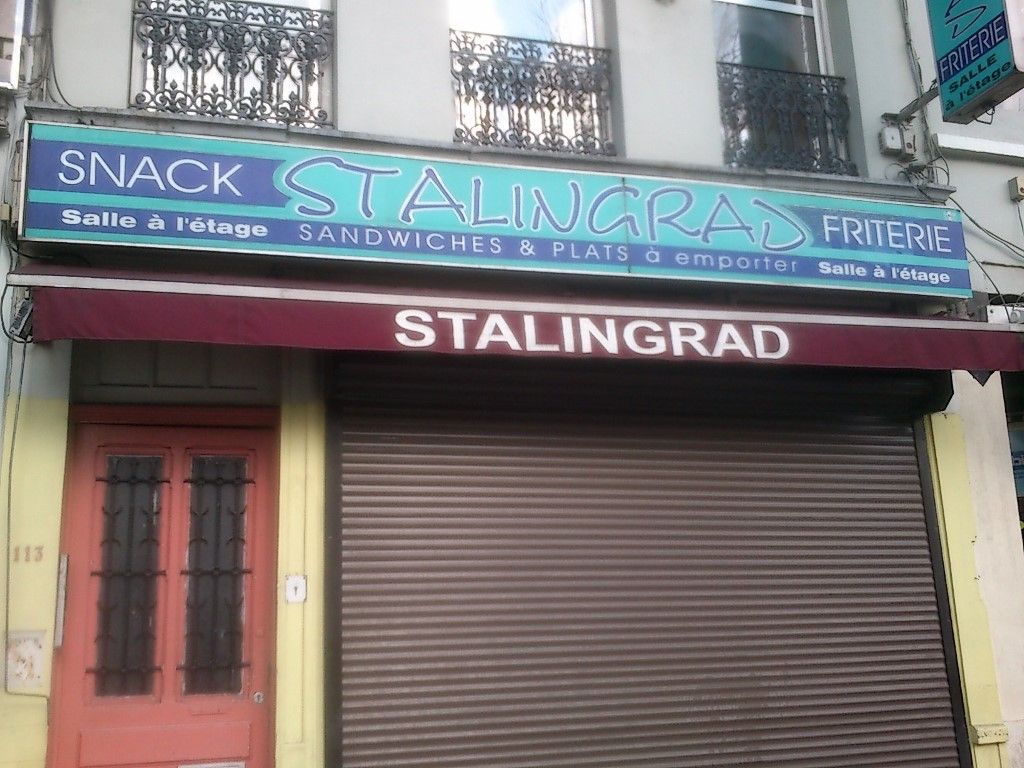 SNACK STALINGRAD FRITERIE
Salle à l'étage SANDWICHES & PLATS à emporter Salle à l'étage
STALINGRAD
FRITERIE
SALLE
à l'étage
113